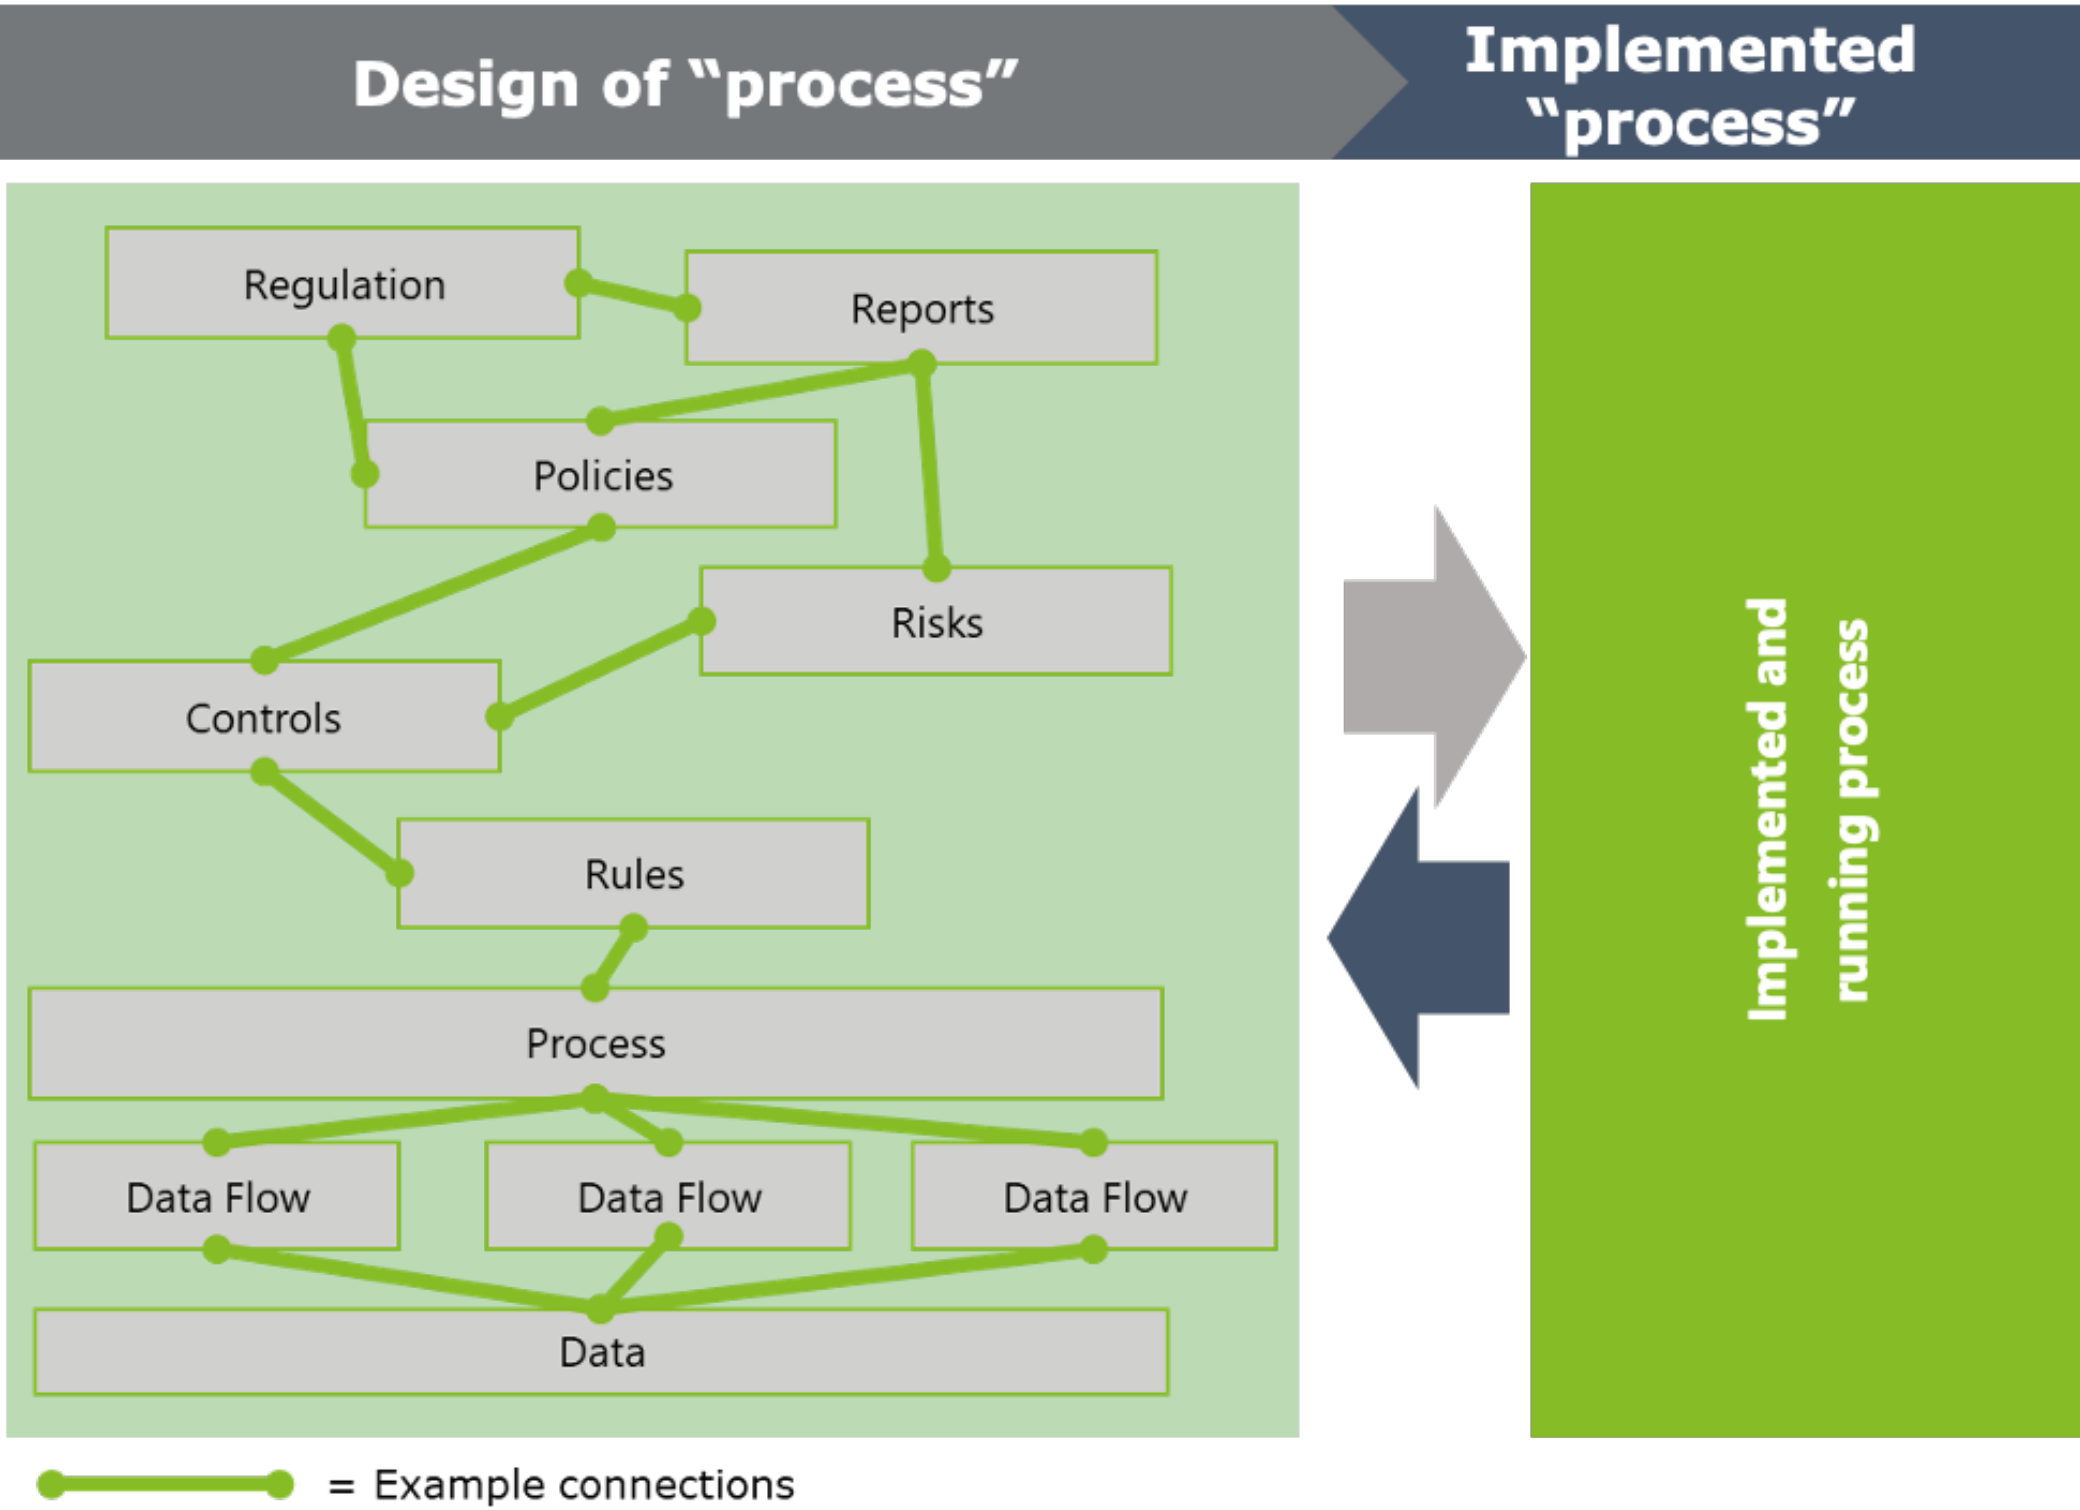 Design of “process”
Implemented
“process”
Regulation
Reports
Policies
Risks
Controls
Rules
Process
Data Flow
Data Flow
Data Flow
Data
Implemented and
running process
= Example connections